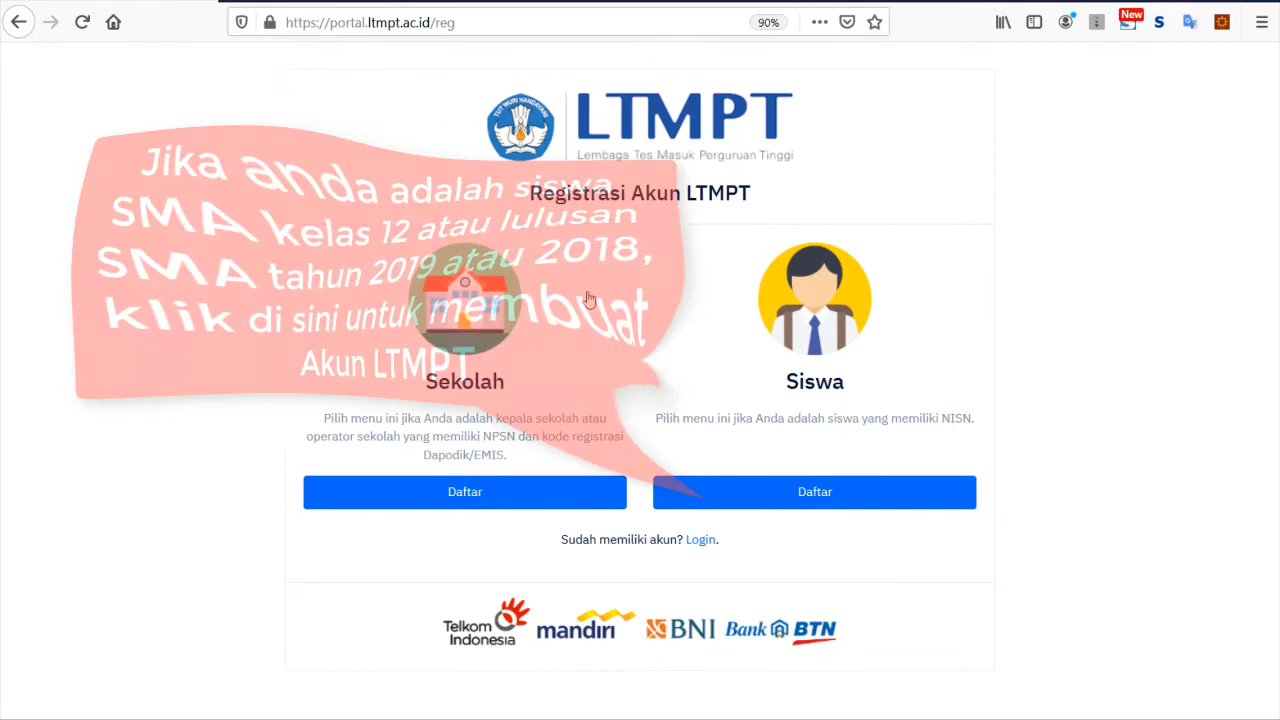 https://portal.ltmpt.ac.id/reg
90%
New
S
TUT WURI HANDAYANI
LTMPT
Lembaga Tes Masuk Perguruan Tinggi
Registrasi Akun LTMPT
Jika anda adalah siswa
SMA kelas 12 atau lulusan
SMA tahun 2019 atau 2018,
klik di sini untuk membuat
Akun LTMPT
Sekolah
Pilih menu ini jika Anda adalah kepala sekolah atau
operator sekolah yang memiliki NPSN dan kode registrasi
Dapodik/EMIS.
Daftar
Siswa
Pilih menu ini jika Anda adalah siswa yang memiliki NISN.
Daftar
Sudah memiliki akun? Login.
Telkom
Indonesia
mandiri
BNI
Bank BTN